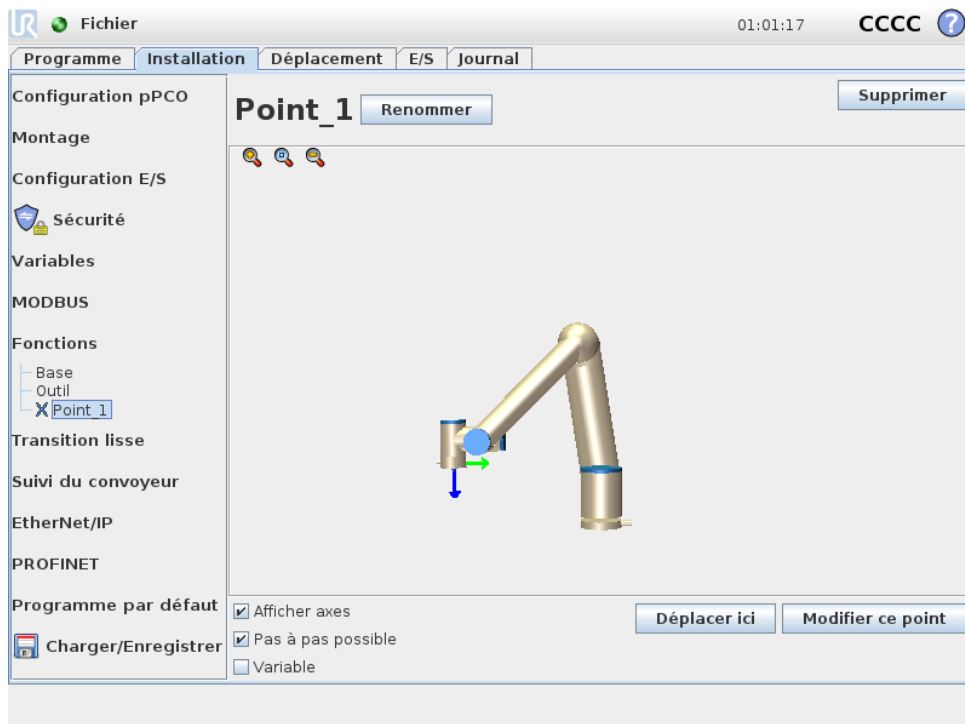 UR Fichier 01:01:17 CCCC ?
Programme Installation Déplacement E/S Journal
Configuration pPCO
Montage
Configuration E/S
Sécurité
Variables
MODBUS
Fonctions
Base
Outil
Point_1
Transition lisse
Suivi du convoyeur
EtherNet/IP
PROFINET
Programme par défaut
Charger/Enregistrer
Point_1 Renommer Supprimer
Afficher axes
Pas à pas possible
Variable
Déplacer ici Modifier ce point